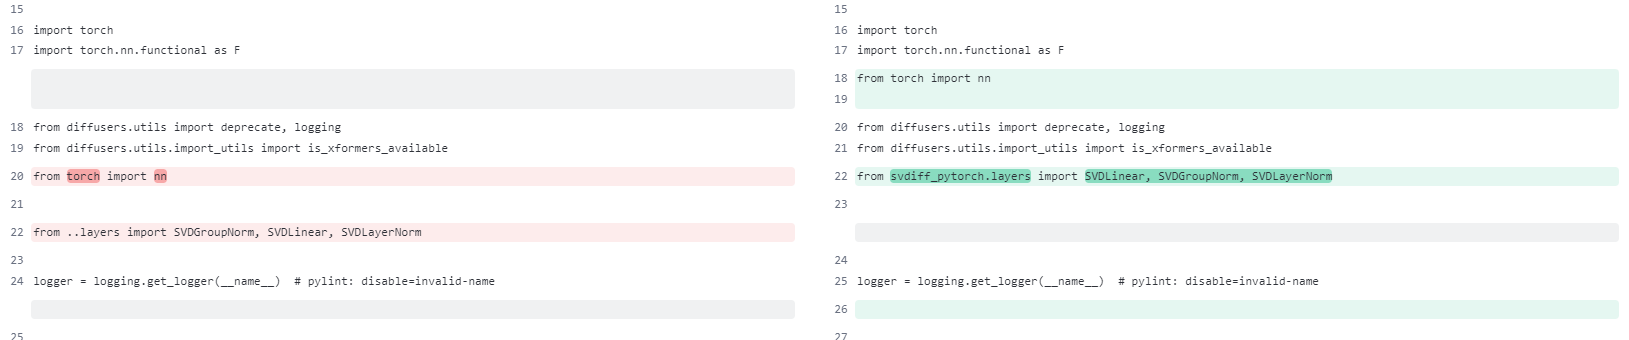 15
16 import torch
17 import torch.nn.functional as F
18 from diffusers.utils import deprecate, logging
19 from diffusers.utils.import_utils import is_xformers_available
20 from torch import nn
21
22 from ..layers import SVDGroupNorm, SVDLinear, SVDLayerNorm
23
24 logger = logging.get_logger(__name__)  # pylint: disable=invalid-name
25
15
16 import torch
17 import torch.nn.functional as F
18 from torch import nn
19
20 from diffusers.utils import deprecate, logging
21 from diffusers.utils.import_utils import is_xformers_available
22 from svdiff_pytorch.layers import SVDLinear, SVDGroupNorm, SVDLayerNorm
23
24
25 logger = logging.get_logger(__name__)  # pylint: disable=invalid-name
26
27